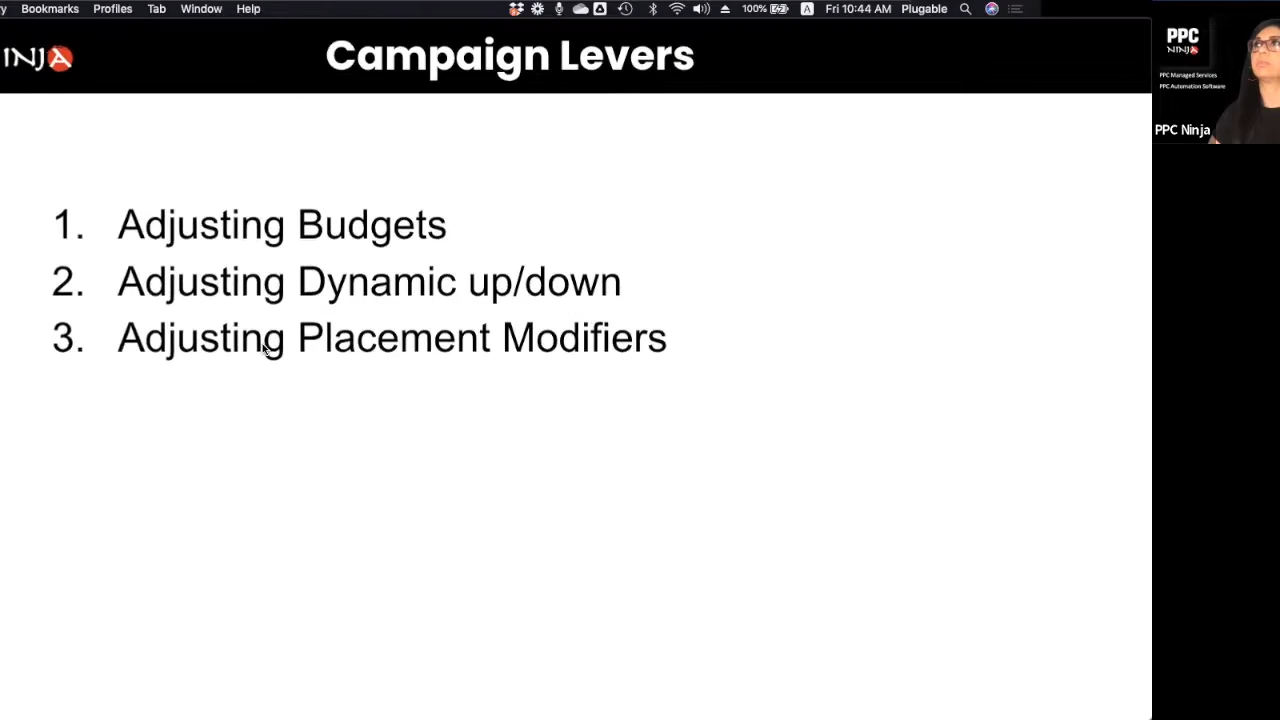 y Bookmarks Profiles Tab Window Help 100% A Fri 10:44 AM Plugable
INJA
Campaign Levers
PPC
NINJA
PPC Managed Services
PPC Automation Software
PPC Ninja
1. Adjusting Budgets
2. Adjusting Dynamic up/down
3. Adjusting Placement Modifiers